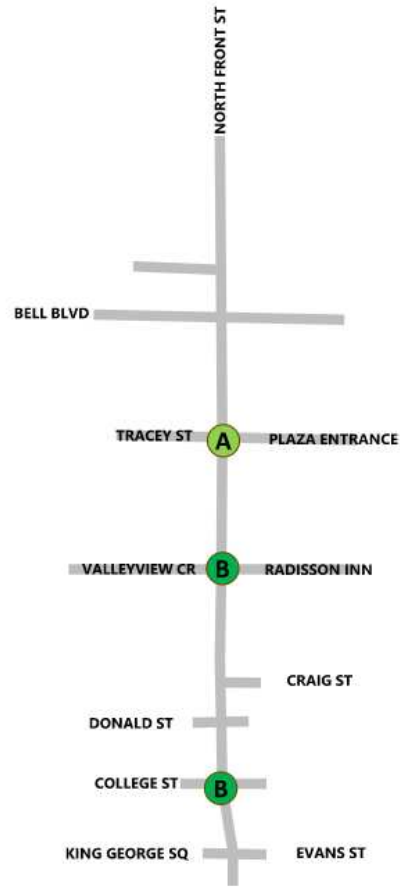 NORTH FRONT ST
BELL BLVD
TRACEY ST A PLAZA ENTRANCE
VALLEYVIEW CR B RADISSON INN
CRAIG ST
DONALD ST
COLLEGE ST B
KING GEORGE SQ EVANS ST